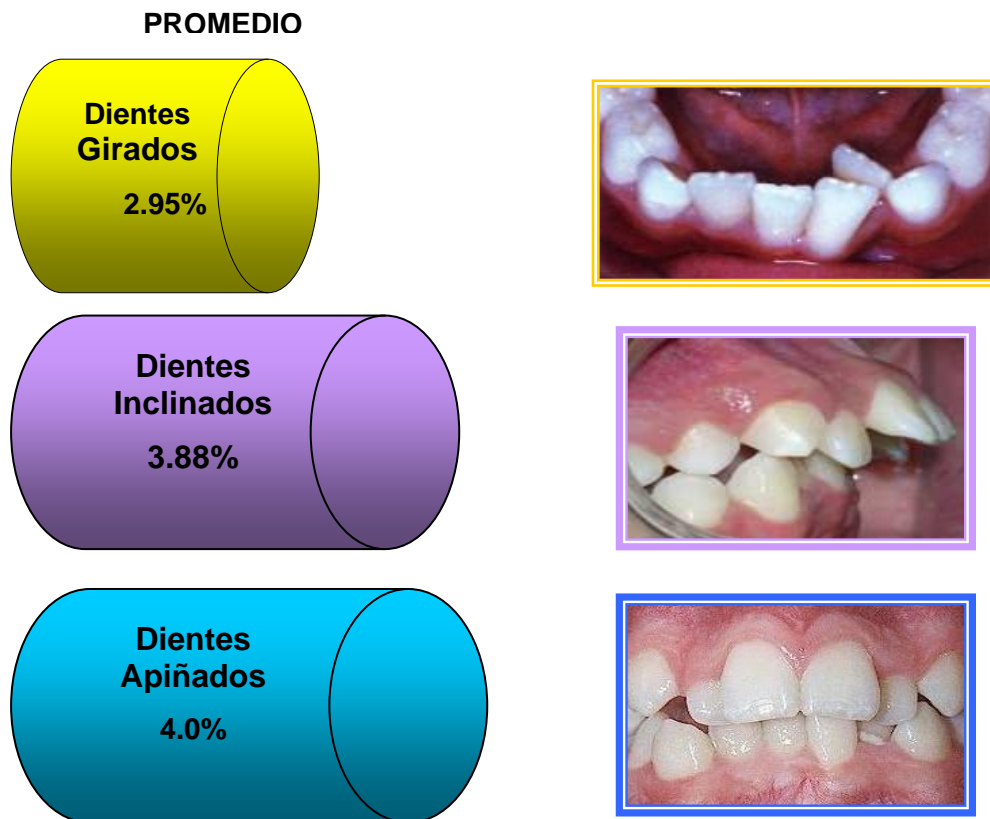 PROMEDIO
Dientes
Girados
2.95%
Dientes
Inclinados
3.88%
Dientes
Apiñados
4.0%